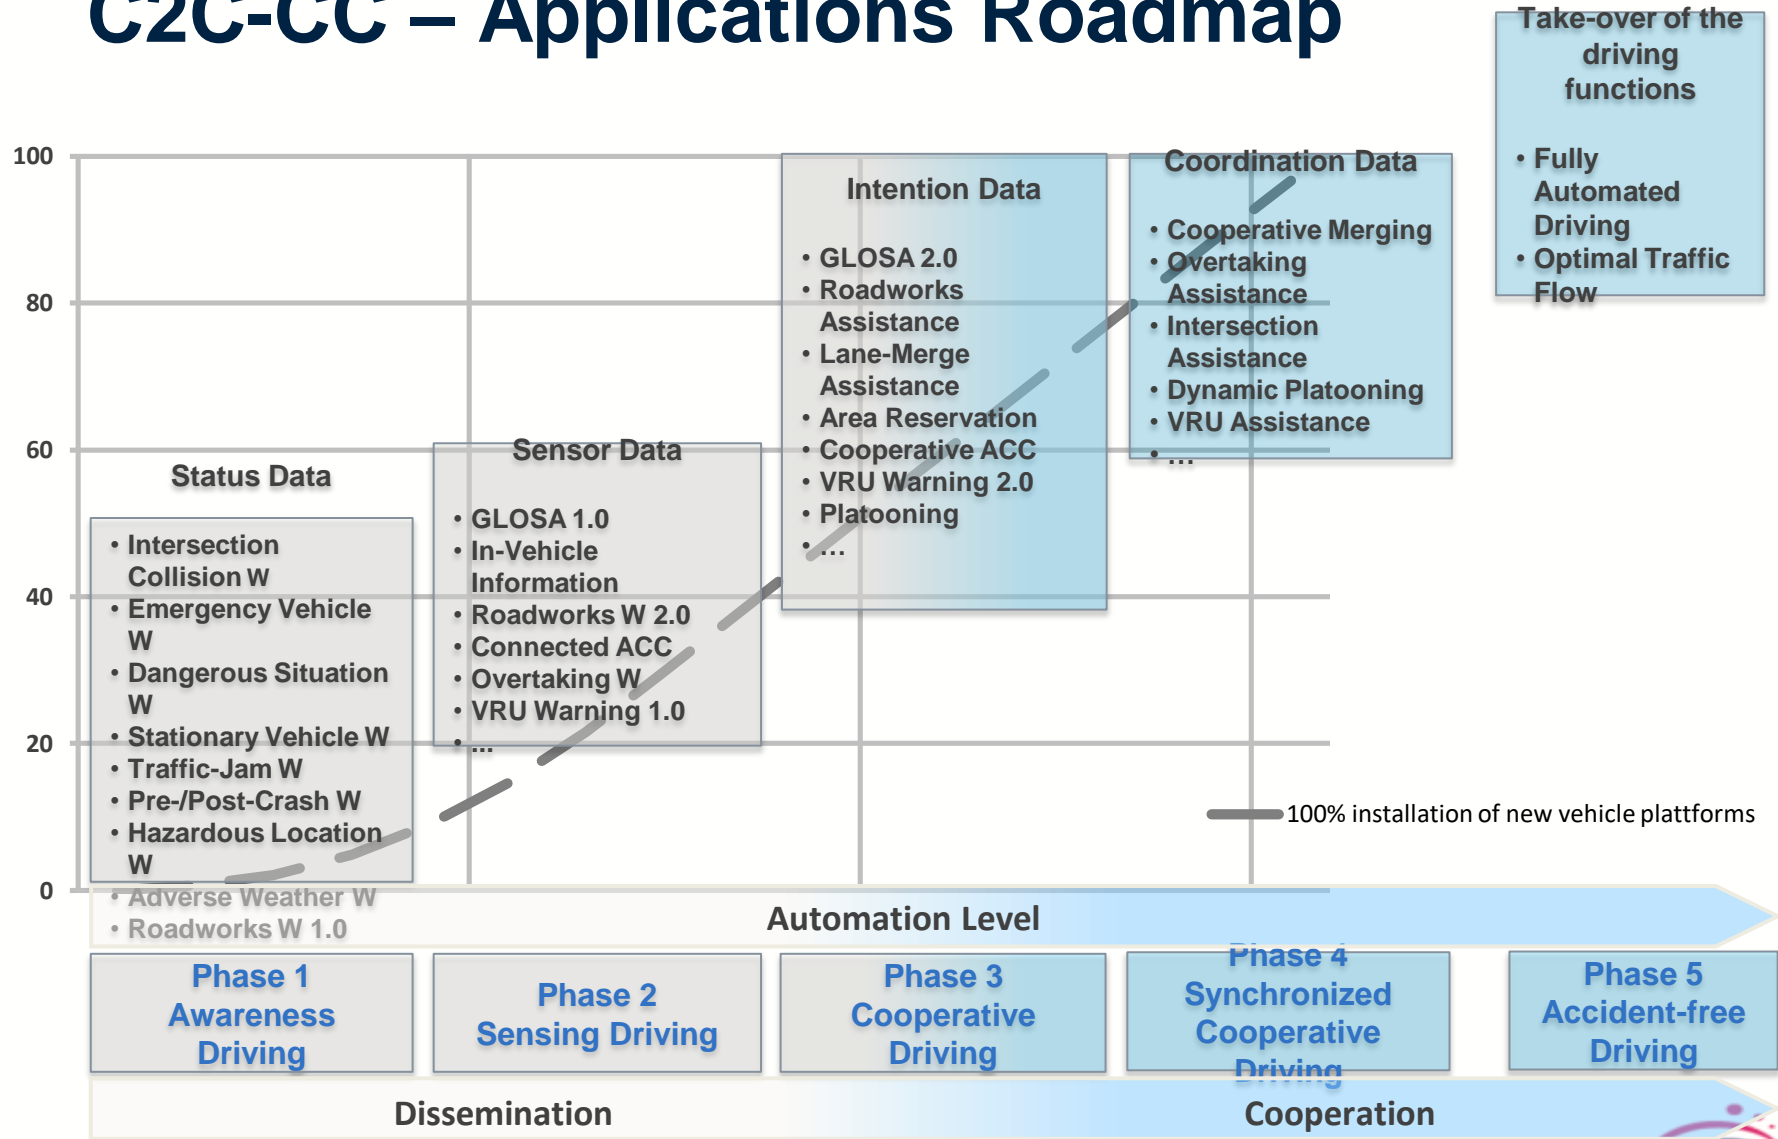 C2C-CC – Applications Roadmap
Take-over of the
driving
functions
• Fully
Automated
Driving
• Optimal Traffic
Flow
100
80
60
40
20
0
Status Data
• Intersection
Collision W
• Emergency Vehicle
W
• Dangerous Situation
W
• Stationary Vehicle W
• Traffic-Jam W
• Pre-/Post-Crash W
• Hazardous Location
W
• Adverse Weather W
• Roadworks W 1.0
Sensor Data
• GLOSA 1.0
• In-Vehicle
Information
• Roadworks W 2.0
• Connected ACC
• Overtaking W
• VRU Warning 1.0
• ...
Intention Data
• GLOSA 2.0
• Roadworks
Assistance
• Lane-Merge
Assistance
• Area Reservation
• Cooperative ACC
• VRU Warning 2.0
• Platooning
• ...
Coordination Data
• Cooperative Merging
• Overtaking
Assistance
• Intersection
Assistance
• Dynamic Platooning
• VRU Assistance
• ...
100% installation of new vehicle plattforms
Automation Level
Phase 1
Awareness
Driving
Phase 2
Sensing Driving
Phase 3
Cooperative
Driving
Phase 4
Synchronized
Cooperative
Driving
Phase 5
Accident-free
Driving
Dissemination
Cooperation